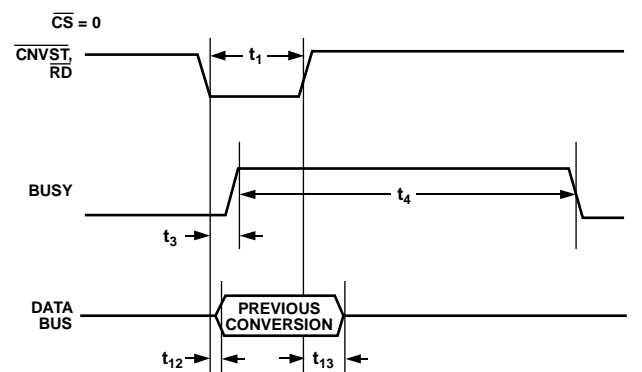 CS = 0
CNVST,
RD
t1
BUSY
t4
t3
DATA
BUS
PREVIOUS
CONVERSION
t12
t13